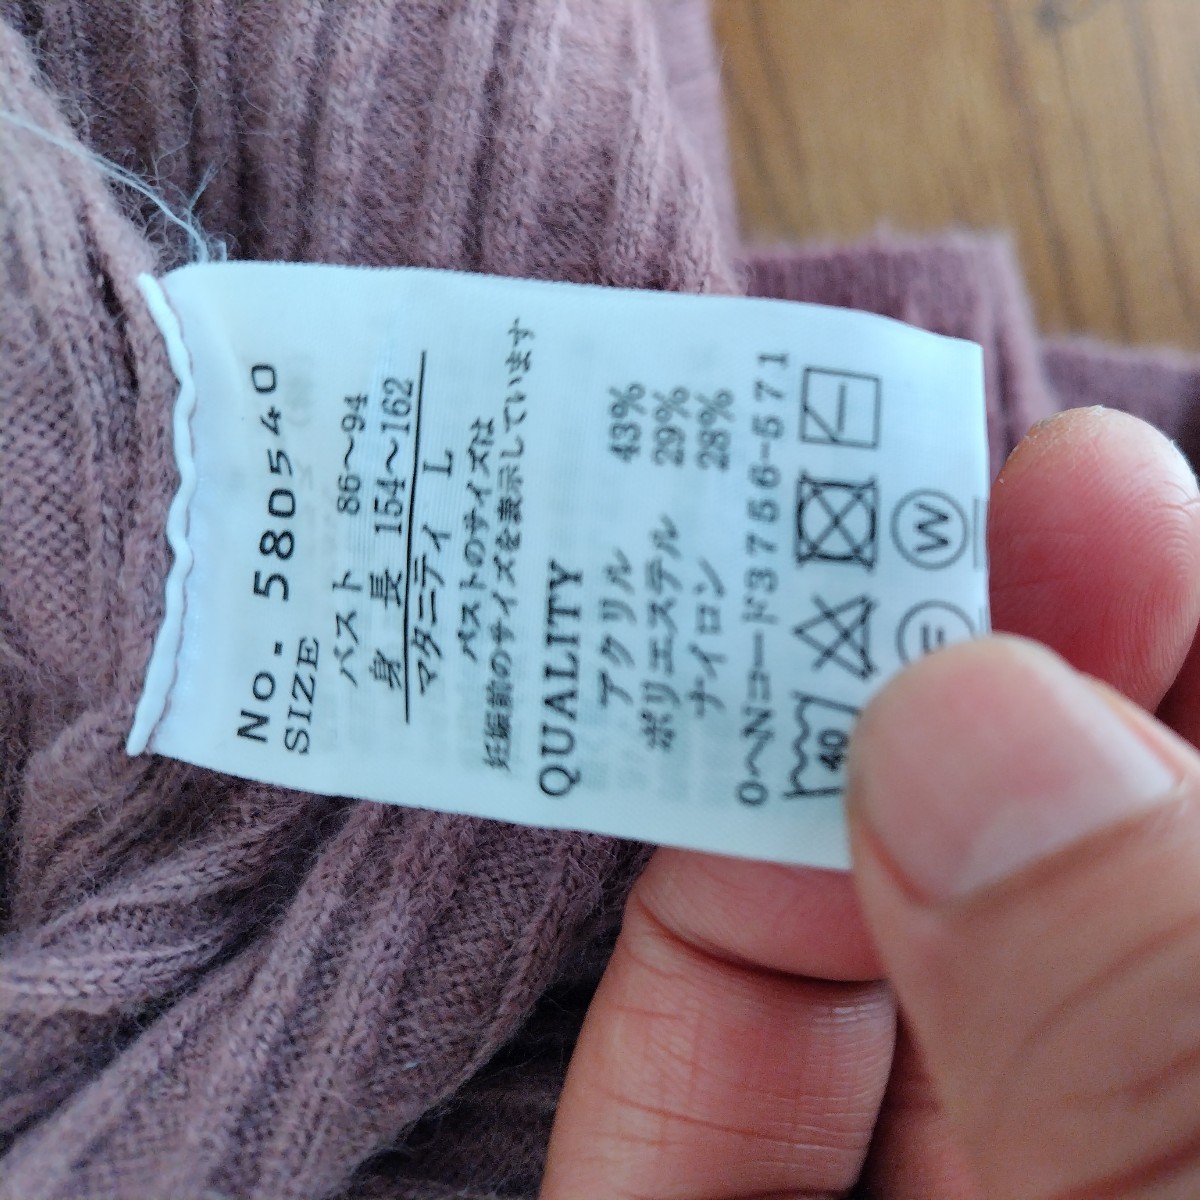 No. 580540
SIZE
バスト 86～94
身長 154～162
マタニティ L
バストのサイズは
妊娠前のサイズを表示しています
QUALITY
アクリル 43%
ポリエステル 29%
ナイロン 28%
0-Nコード37566-571
40
F W